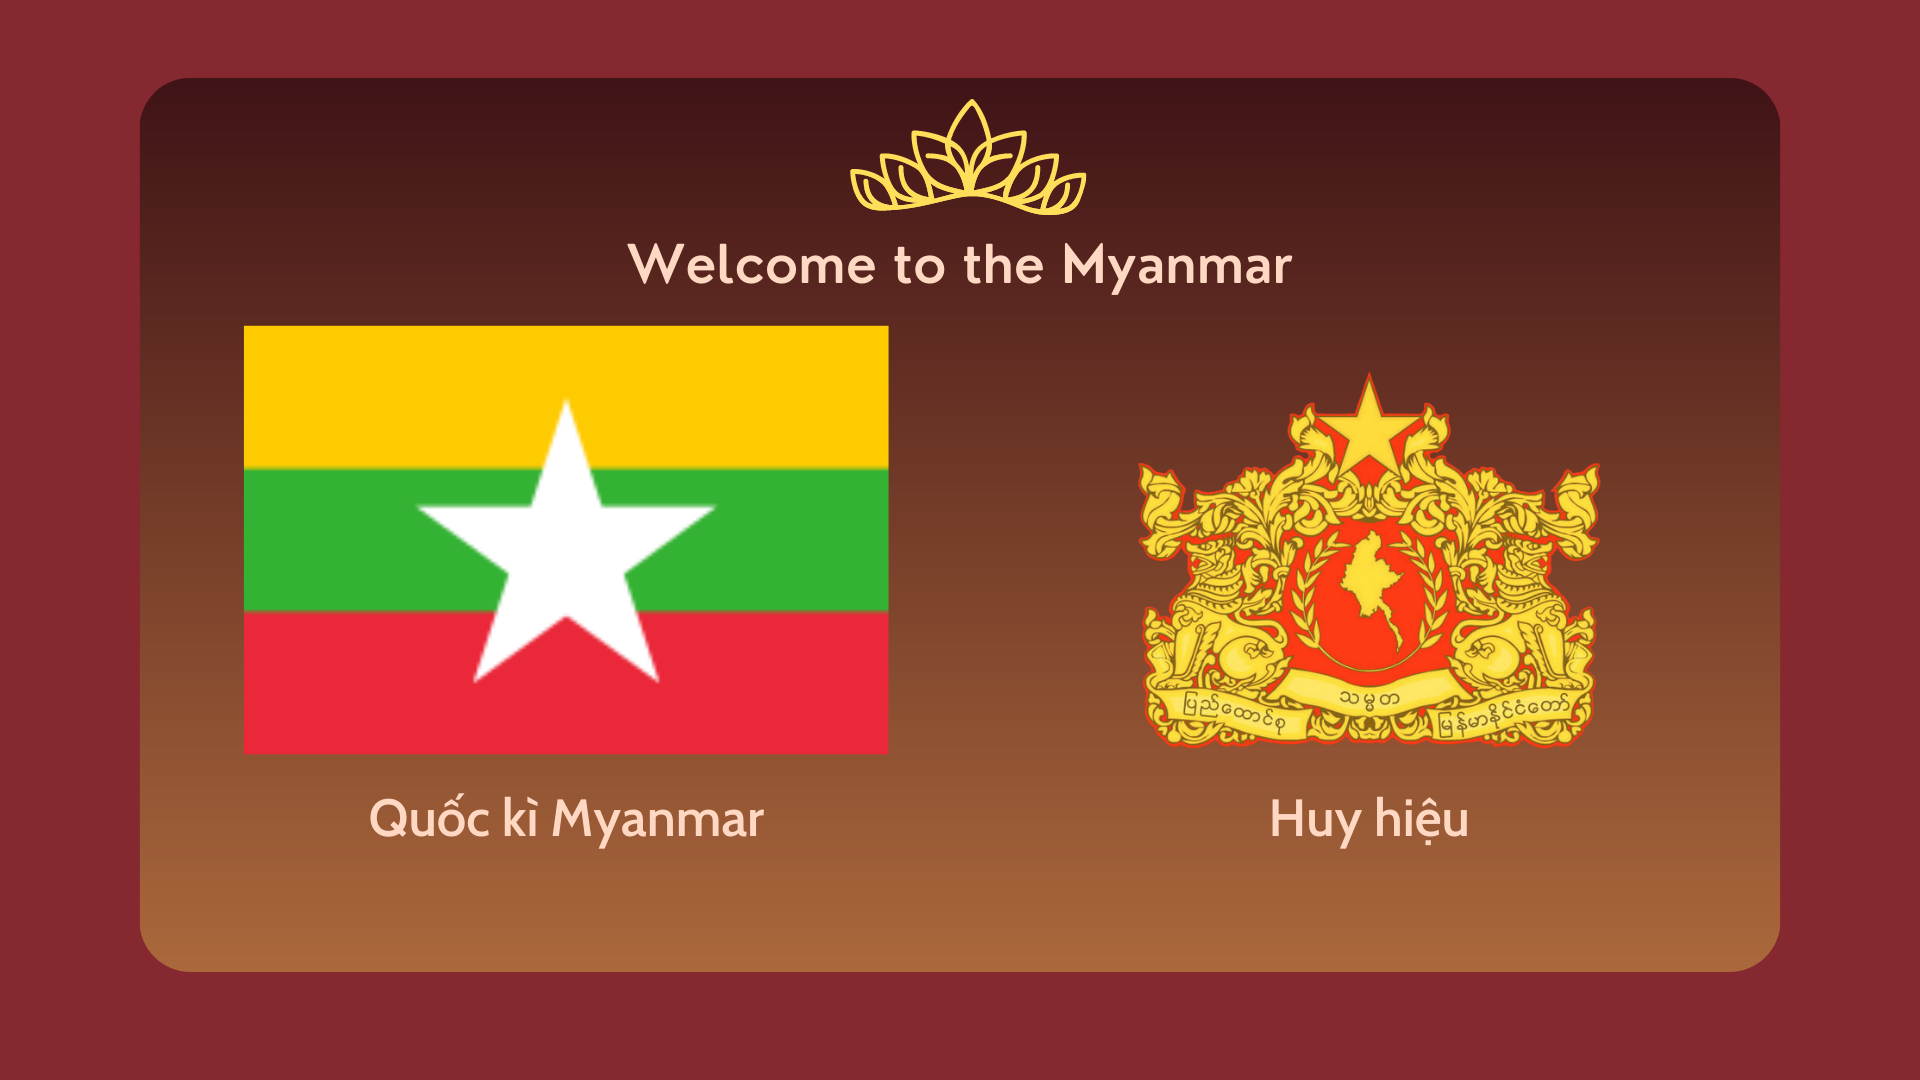 Welcome to the Myanmar
သမ္မတ
ပြည်ထောင်စု
မြန်မာနိုင်ငံတော်
Quốc kì Myanmar
Huy hiệu